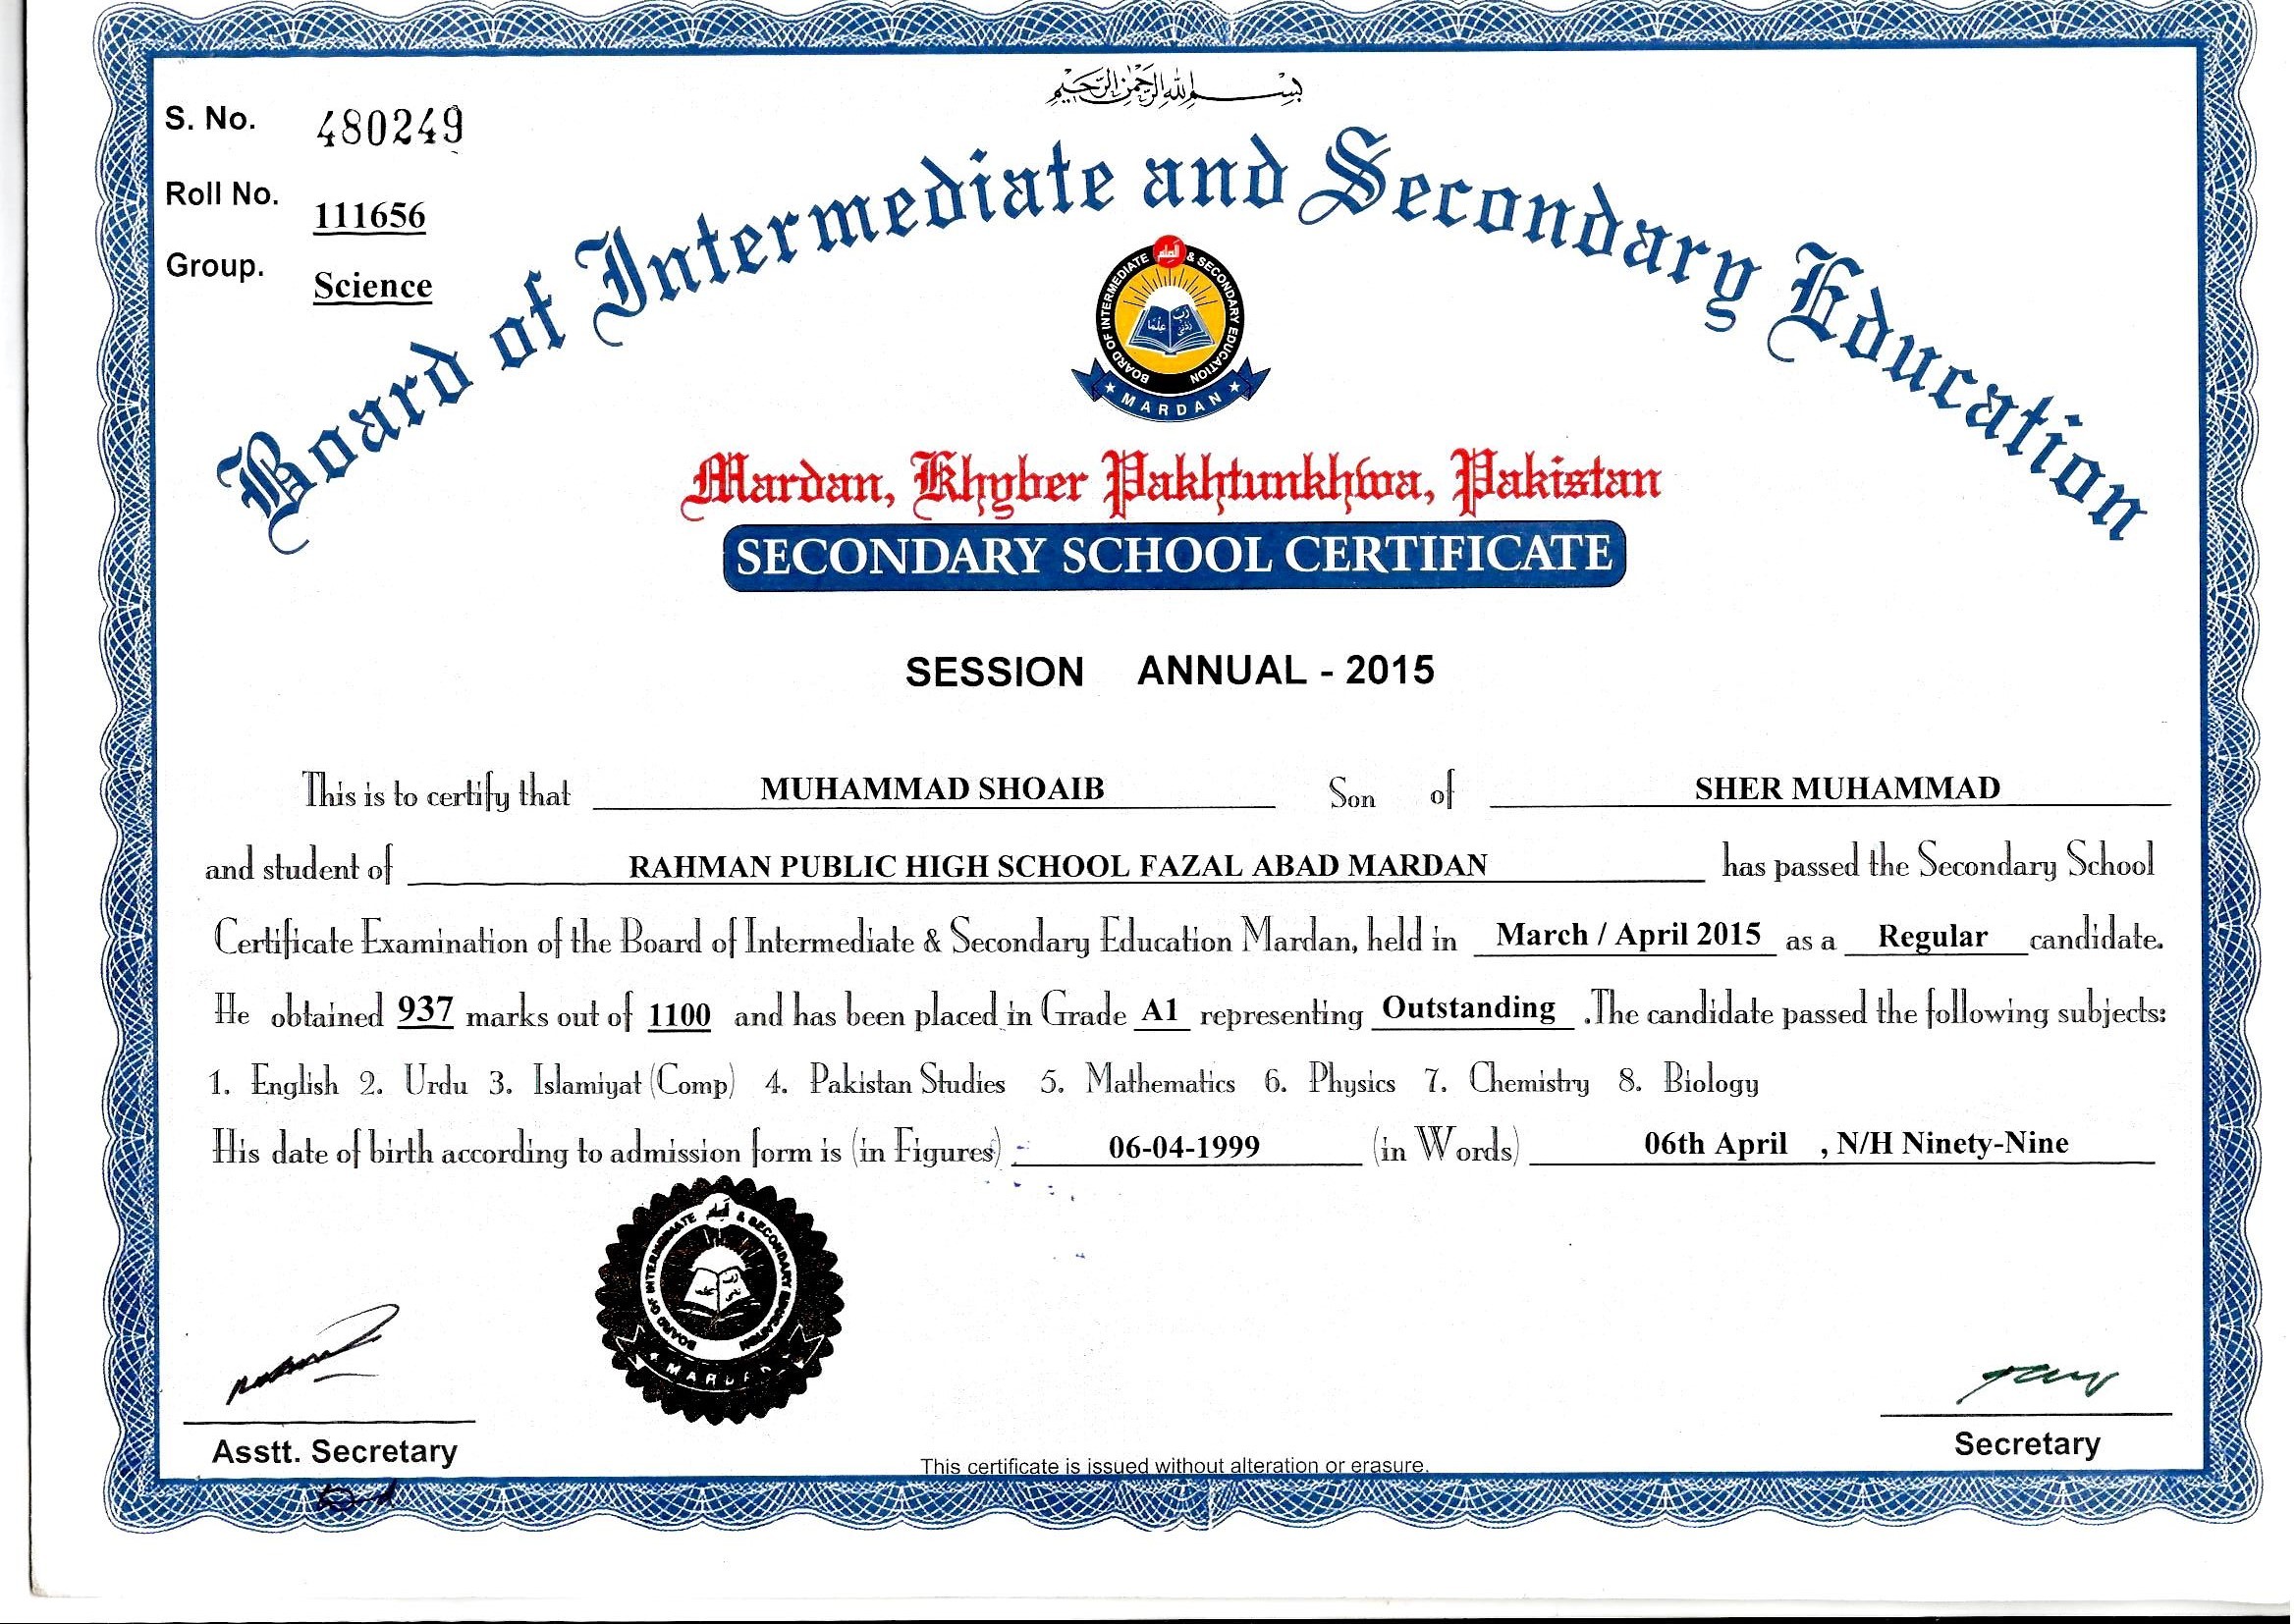 بِسْمِ اللهِ الرَّحْمٰنِ الرَّحِيْمِ
S. No. 480249
Roll No. 111656
Group. Science
Board of Intermediate and Secondary Education
BOARD OF INTERMEDIATE & SECONDARY EDUCATION
MARDAN
Mardan, Khyber Pakhtunkhwa, Pakistan
SECONDARY SCHOOL CERTIFICATE
SESSION ANNUAL - 2015
This is to certify that MUHAMMAD SHOAIB Son of SHER MUHAMMAD
and student of RAHMAN PUBLIC HIGH SCHOOL FAZAL ABAD MARDAN has passed the Secondary School
Certificate Examination of the Board of Intermediate & Secondary Education Mardan, held in March / April 2015 as a Regular candidate.
He obtained 937 marks out of 1100 and has been placed in Grade A1 representing Outstanding .The candidate passed the following subjects:
1. English 2. Urdu 3. Islamiyat (Comp) 4. Pakistan Studies 5. Mathematics 6. Physics 7. Chemistry 8. Biology
His date of birth according to admission form is (in Figures) :- 06-04-1999 (in Words) 06th April , N/H Ninety-Nine
BOARD OF INTERMEDIATE & SECONDARY EDUCATION
MARDAN
Asstt. Secretary
Secretary
This certificate is issued without alteration or erasure.